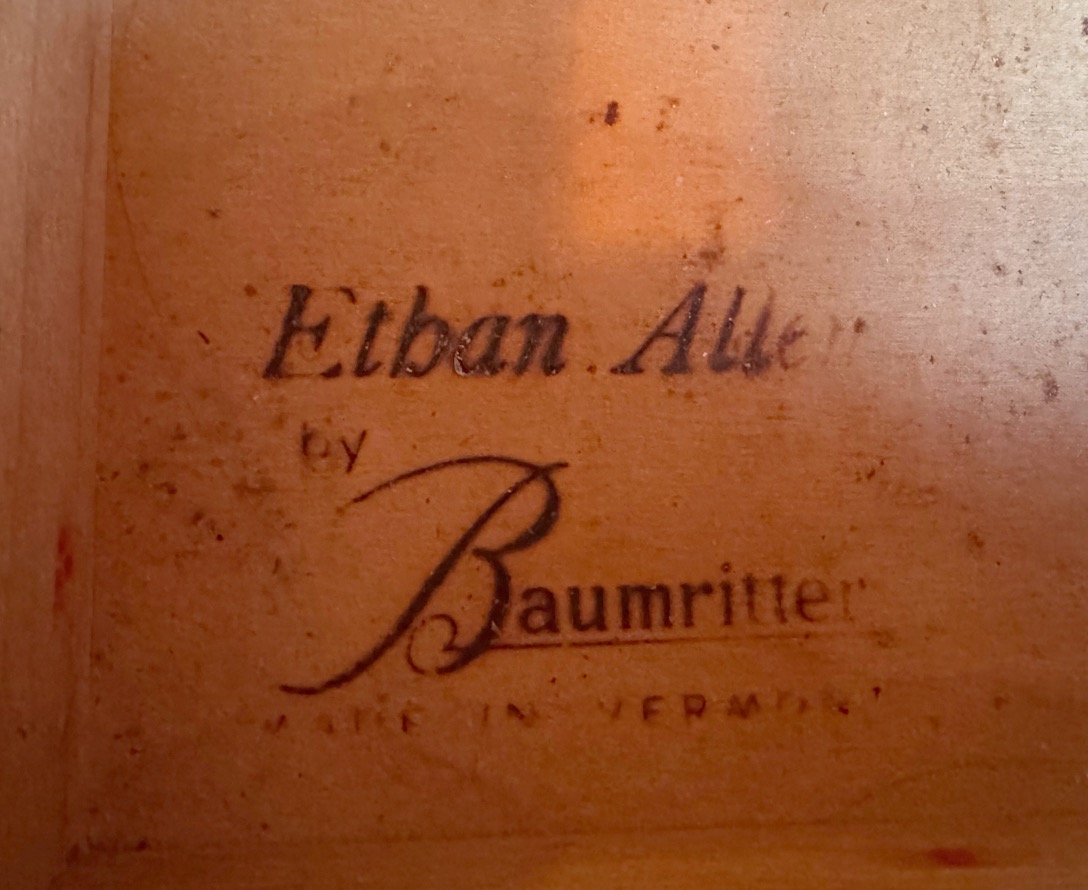 Ethan Allen
by
Baumritter
MADE IN VERMONT